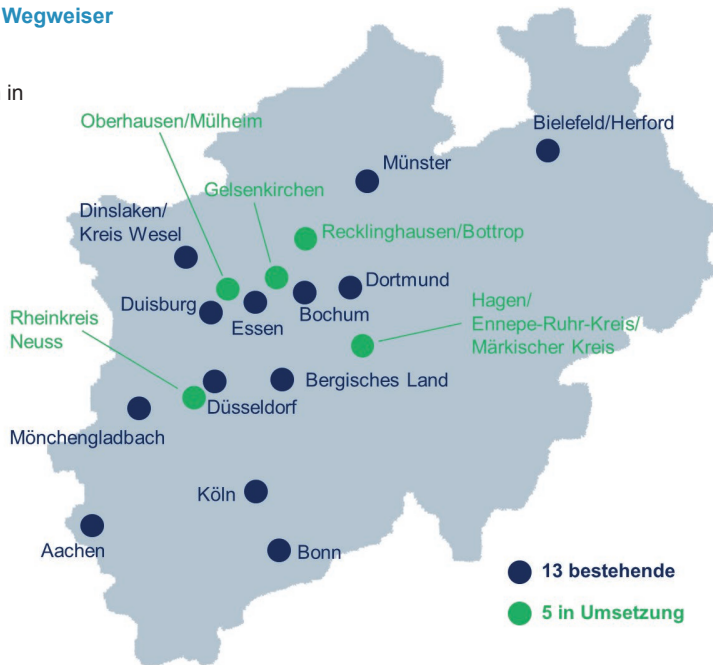 Wegweiser
in
Oberhausen/Mülheim
Bielefeld/Herford
Münster
Gelsenkirchen
Dinslaken/
Kreis Wesel
Recklinghausen/Bottrop
Dortmund
Duisburg
Essen
Bochum
Hagen/
Ennepe-Ruhr-Kreis/
Märkischer Kreis
Rheinkreis
Neuss
Bergisches Land
Düsseldorf
Mönchengladbach
Köln
Aachen
Bonn
13 bestehende
5 in Umsetzung